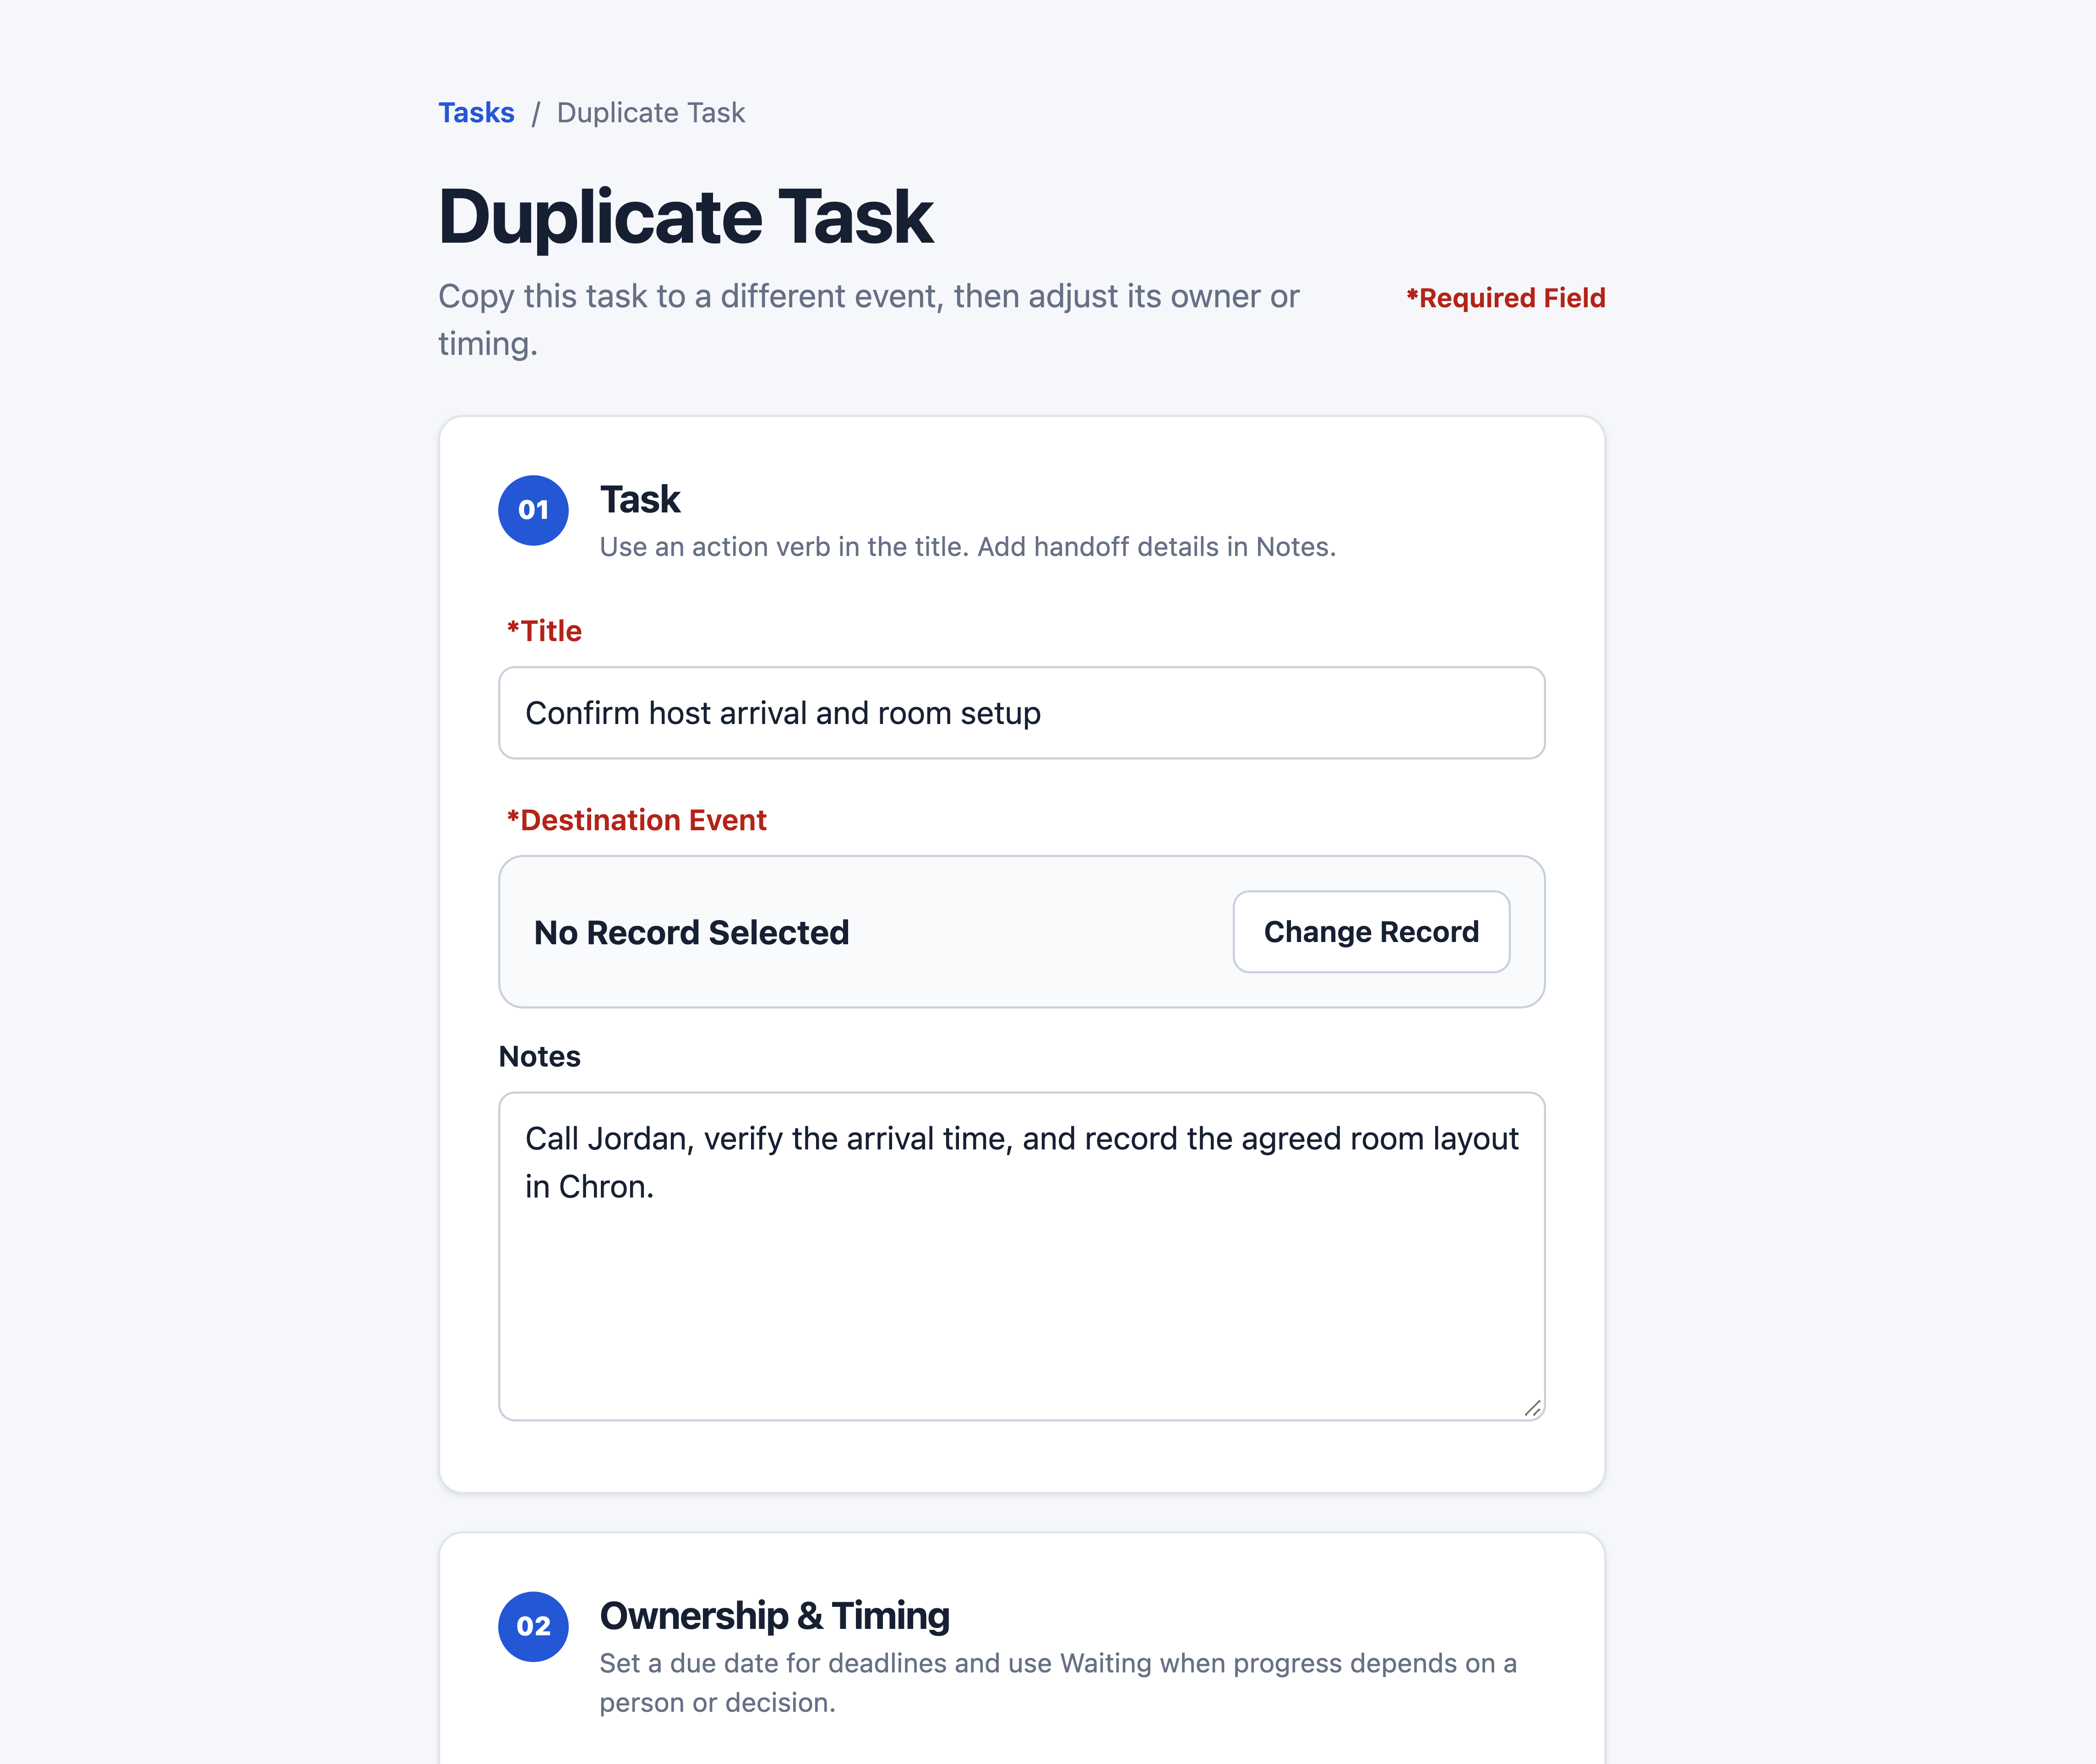 Tasks / Duplicate Task
Duplicate Task
Copy this task to a different event, then adjust its owner or
timing.
*Required Field
01
Task
Use an action verb in the title. Add handoff details in Notes.
*Title
Confirm host arrival and room setup
*Destination Event
No Record Selected
Change Record
Notes
Call Jordan, verify the arrival time, and record the agreed room layout
in Chron.
02
Ownership & Timing
Set a due date for deadlines and use Waiting when progress depends on a
person or decision.